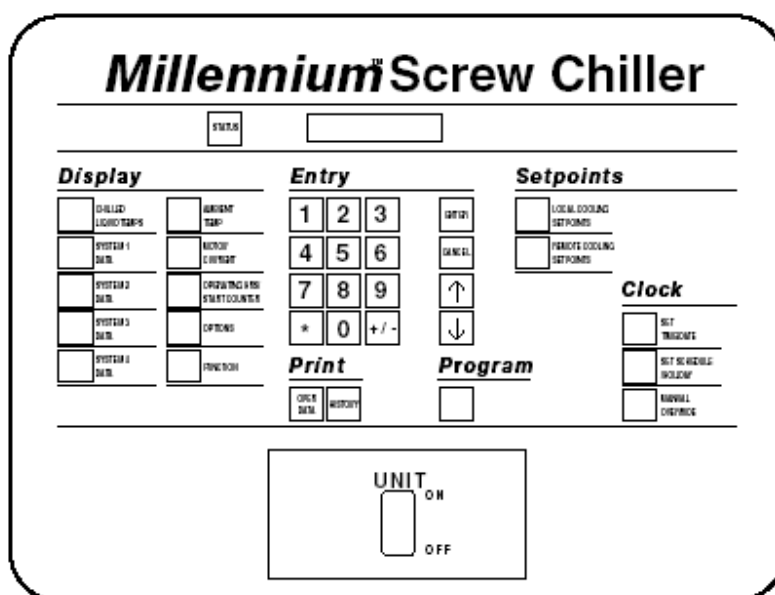 Millennium™ Screw Chiller
STATUS
Display
Entry
Setpoints
CHILLED
LIQUID TEMPS
AMBIENT
TEMP
1 2 3
ENTER
LOCAL COOLING
SETPOINTS
SYSTEM 1
DATA
MOTOR
CURRENT
4 5 6
CANCEL
REMOTE COOLING
SETPOINTS
SYSTEM 2
DATA
OPERATING HRS
START COUNTER
7 8 9
↑
Clock
SYSTEM 3
DATA
OPTIONS
* 0 +/-
↓
SET
TIME/DATE
SYSTEM 4
DATA
FUNCTION
Print
Program
SET SCHEDULE
/HOLIDAY
OPER
DATA
HISTORY
MANUAL
OVERRIDE
UNIT
ON
OFF